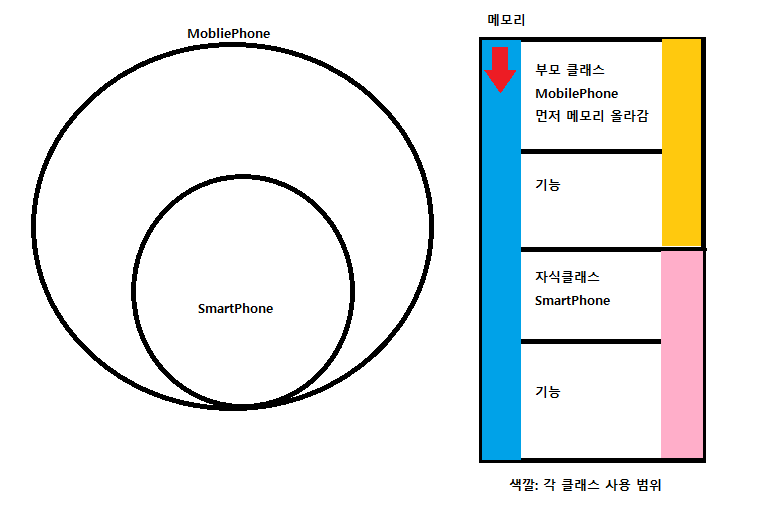 MobliePhone
SmartPhone
메모리
부모 클래스
MobilePhone
먼저 메모리 올라감
기능
자식클래스
SmartPhone
기능
색깔: 각 클래스 사용 범위